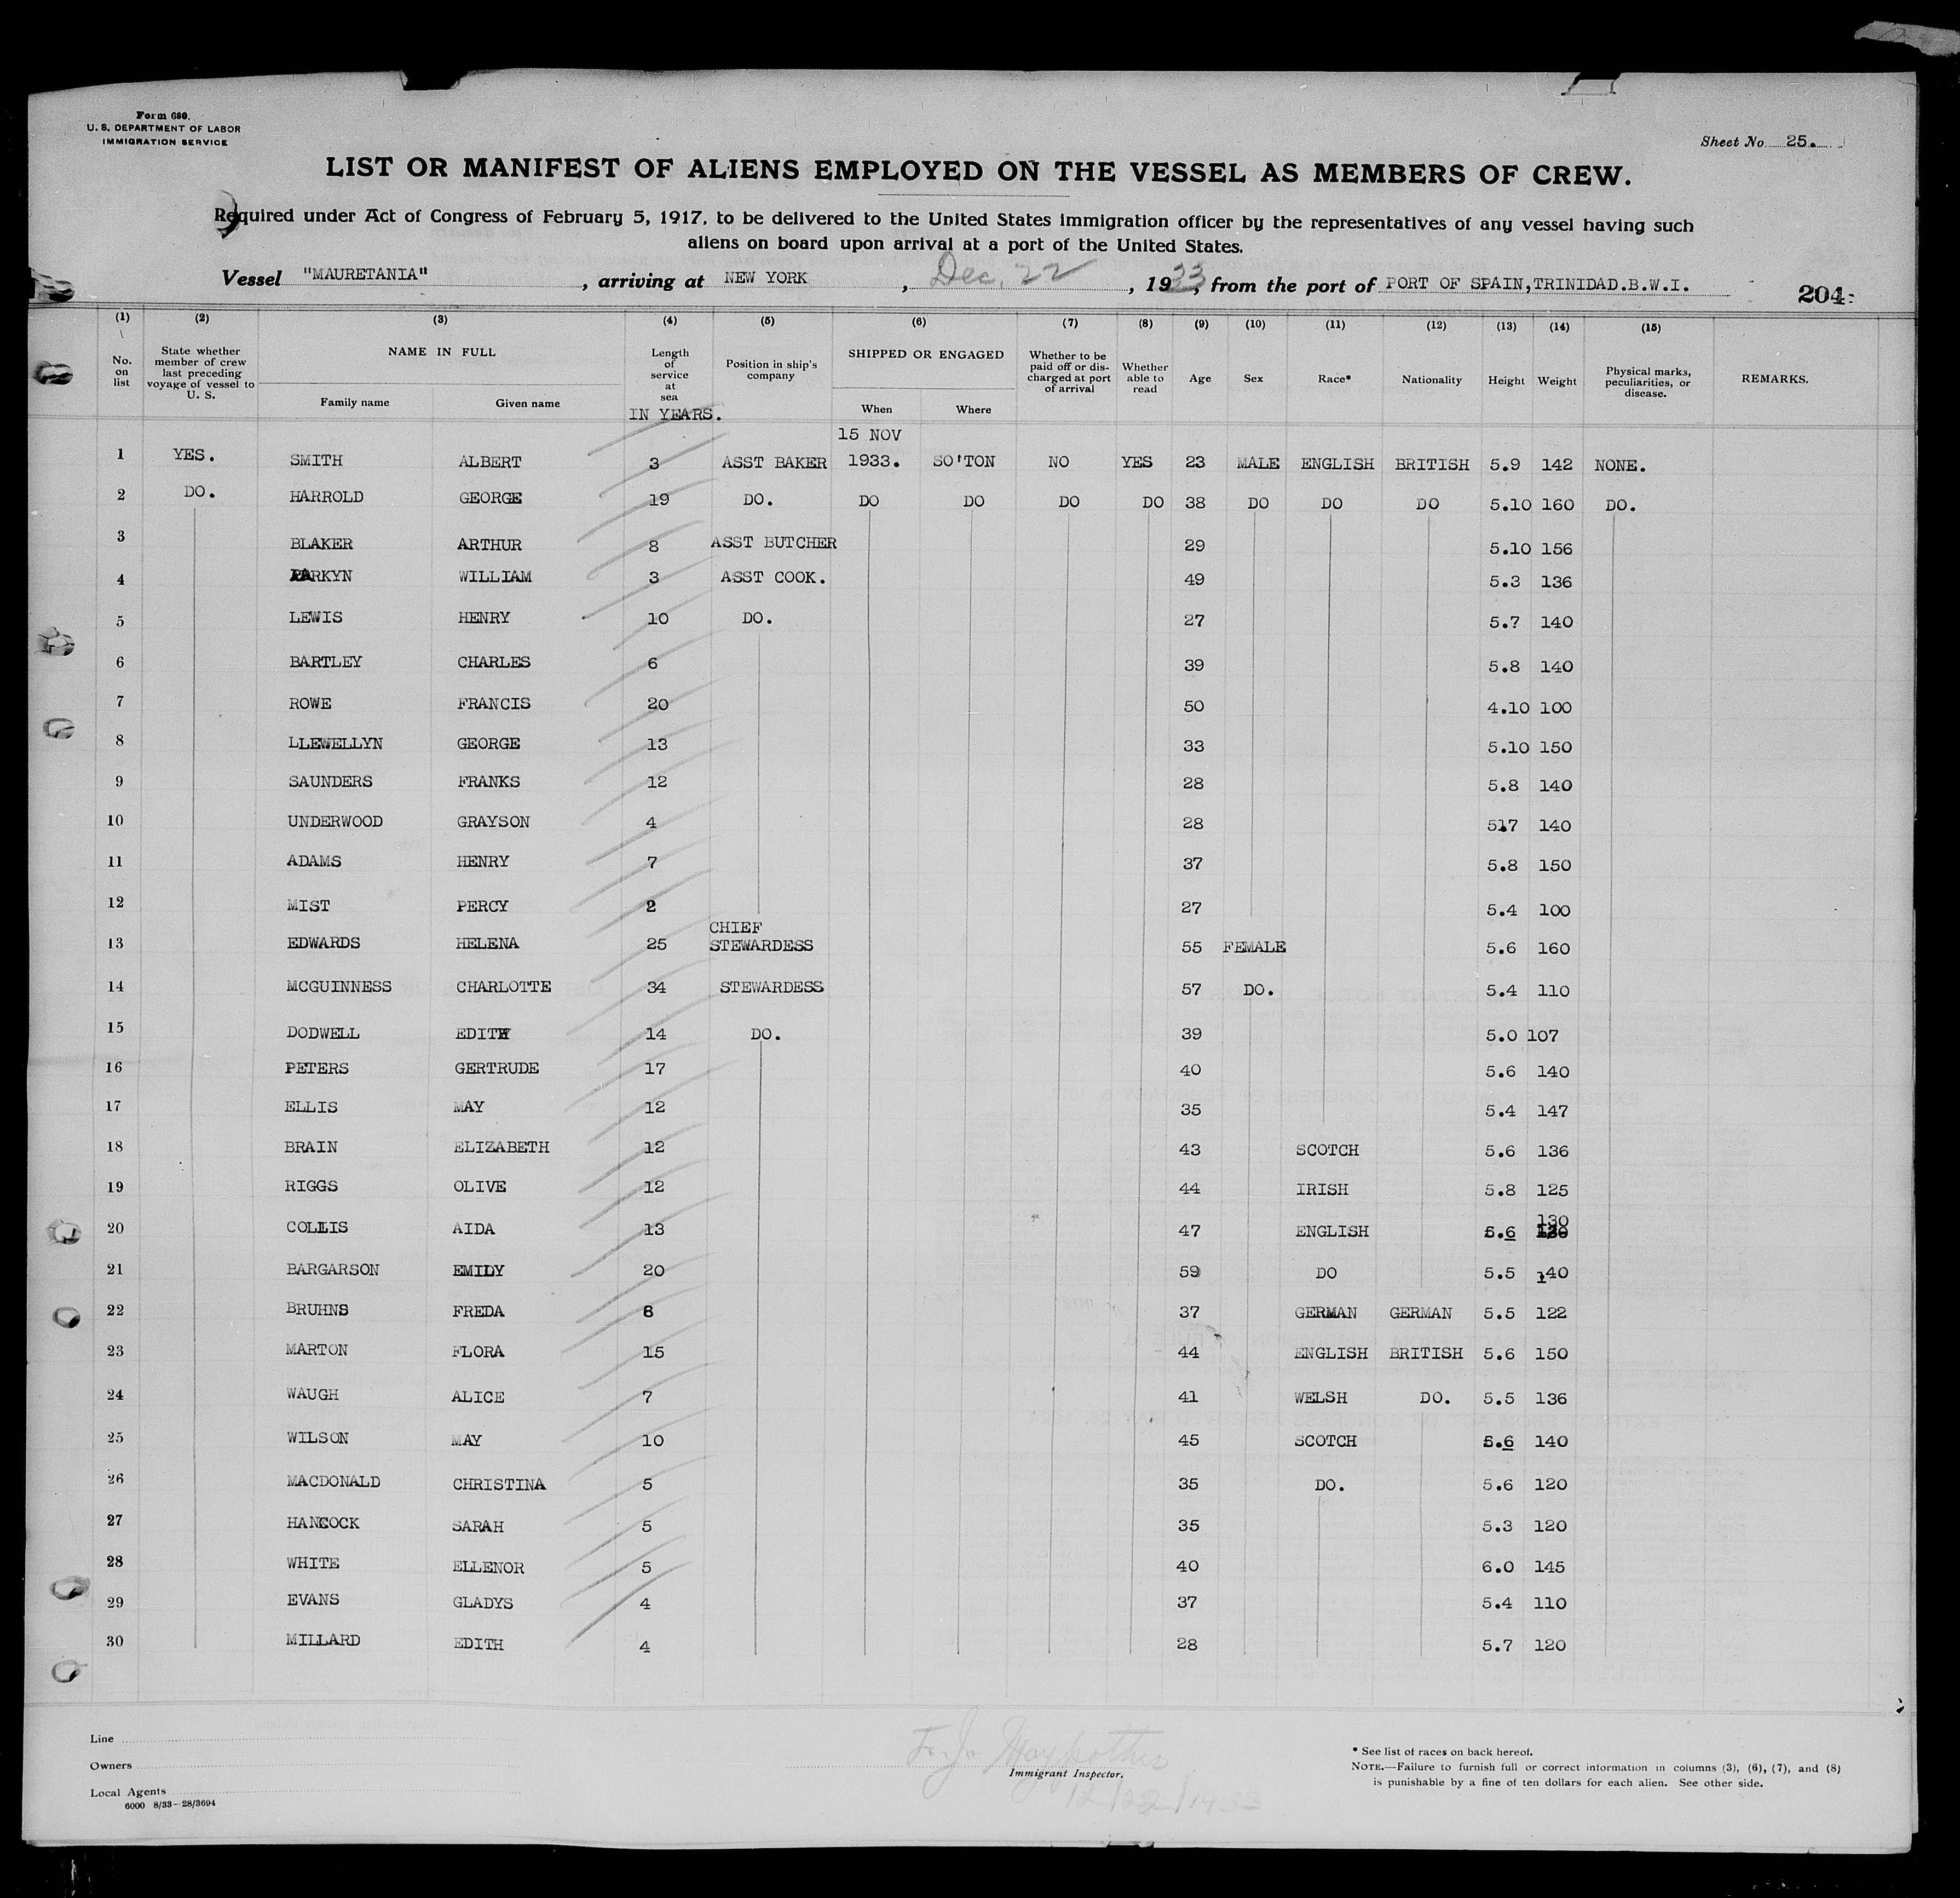 Form 680.
U. S. DEPARTMENT OF LABOR
IMMIGRATION SERVICE
Sheet No. 25.
LIST OR MANIFEST OF ALIENS EMPLOYED ON THE VESSEL AS MEMBERS OF CREW.
Required under Act of Congress of February 5, 1917, to be delivered to the United States immigration officer by the representatives of any vessel having such
aliens on board upon arrival at a port of the United States.
Vessel "MAURETANIA", arriving at NEW YORK, Dec. 22, 1933, from the port of PORT OF SPAIN,TRINIDAD.B.W.I.
204
(1) (2) (3) (4) (5) (6) (7) (8) (9) (10) (11) (12) (13) (14) (15)
No. on list State whether member of crew last preceding voyage of vessel to U. S. NAME IN FULL Family name Given name Length of service at sea IN YEARS. Position in ship's company SHIPPED OR ENGAGED When Where Whether to be paid off or discharged at port of arrival Whether able to read Age Sex Race* Nationality Height Weight Physical marks, peculiarities, or disease. REMARKS.
15 NOV
1 YES. SMITH ALBERT 3 ASST BAKER 1933. SO'TON NO YES 23 MALE ENGLISH BRITISH 5.9 142 NONE.
2 DO. HARROLD GEORGE 19 DO. DO DO DO DO 38 DO DO DO 5.10 160 DO.
3 BLAKER ARTHUR 8 ASST BUTCHER 29 5.10 156
4 PARKYN WILLIAM 3 ASST COOK. 49 5.3 136
5 LEWIS HENRY 10 DO. 27 5.7 140
6 BARTLEY CHARLES 6 39 5.8 140
7 ROWE FRANCIS 20 50 4.10 100
8 LLEWELLYN GEORGE 13 33 5.10 150
9 SAUNDERS FRANKS 12 28 5.8 140
10 UNDERWOOD GRAYSON 4 28 5.7 140
11 ADAMS HENRY 7 37 5.8 150
12 MIST PERCY 2 27 5.4 100
13 EDWARDS HELENA 25 CHIEF STEWARDESS 55 FEMALE 5.6 160
14 MCGUINNESS CHARLOTTE 34 STEWARDESS 57 DO. 5.4 110
15 DODWELL EDITH 14 DO. 39 5.0 107
16 PETERS GERTRUDE 17 40 5.6 140
17 ELLIS MAY 12 35 5.4 147
18 BRAIN ELIZABETH 12 43 SCOTCH 5.6 136
19 RIGGS OLIVE 12 44 IRISH 5.8 125
20 COLLIS AIDA 13 47 ENGLISH 5.6 130
21 BARGARSON EMILY 20 59 DO 5.5 140
22 BRUHNS FREDA 8 37 GERMAN GERMAN 5.5 122
23 MARTON FLORA 15 44 ENGLISH BRITISH 5.6 150
24 WAUGH ALICE 7 41 WELSH DO. 5.5 136
25 WILSON MAY 10 45 SCOTCH 5.6 140
26 MACDONALD CHRISTINA 5 35 DO. 5.6 120
27 HANCOCK SARAH 5 35 5.3 120
28 WHITE ELLENOR 5 40 6.0 145
29 EVANS GLADYS 4 37 5.4 110
30 MILLARD EDITH 4 28 5.7 120
Line
Owners
Local Agents
6000 8/33—28/3694
F. J.
Immigrant Inspector.
12/22/1933
* See list of races on back hereof.
NOTE.—Failure to furnish full or correct information in columns (3), (6), (7), and (8)
is punishable by a fine of ten dollars for each alien. See other side.